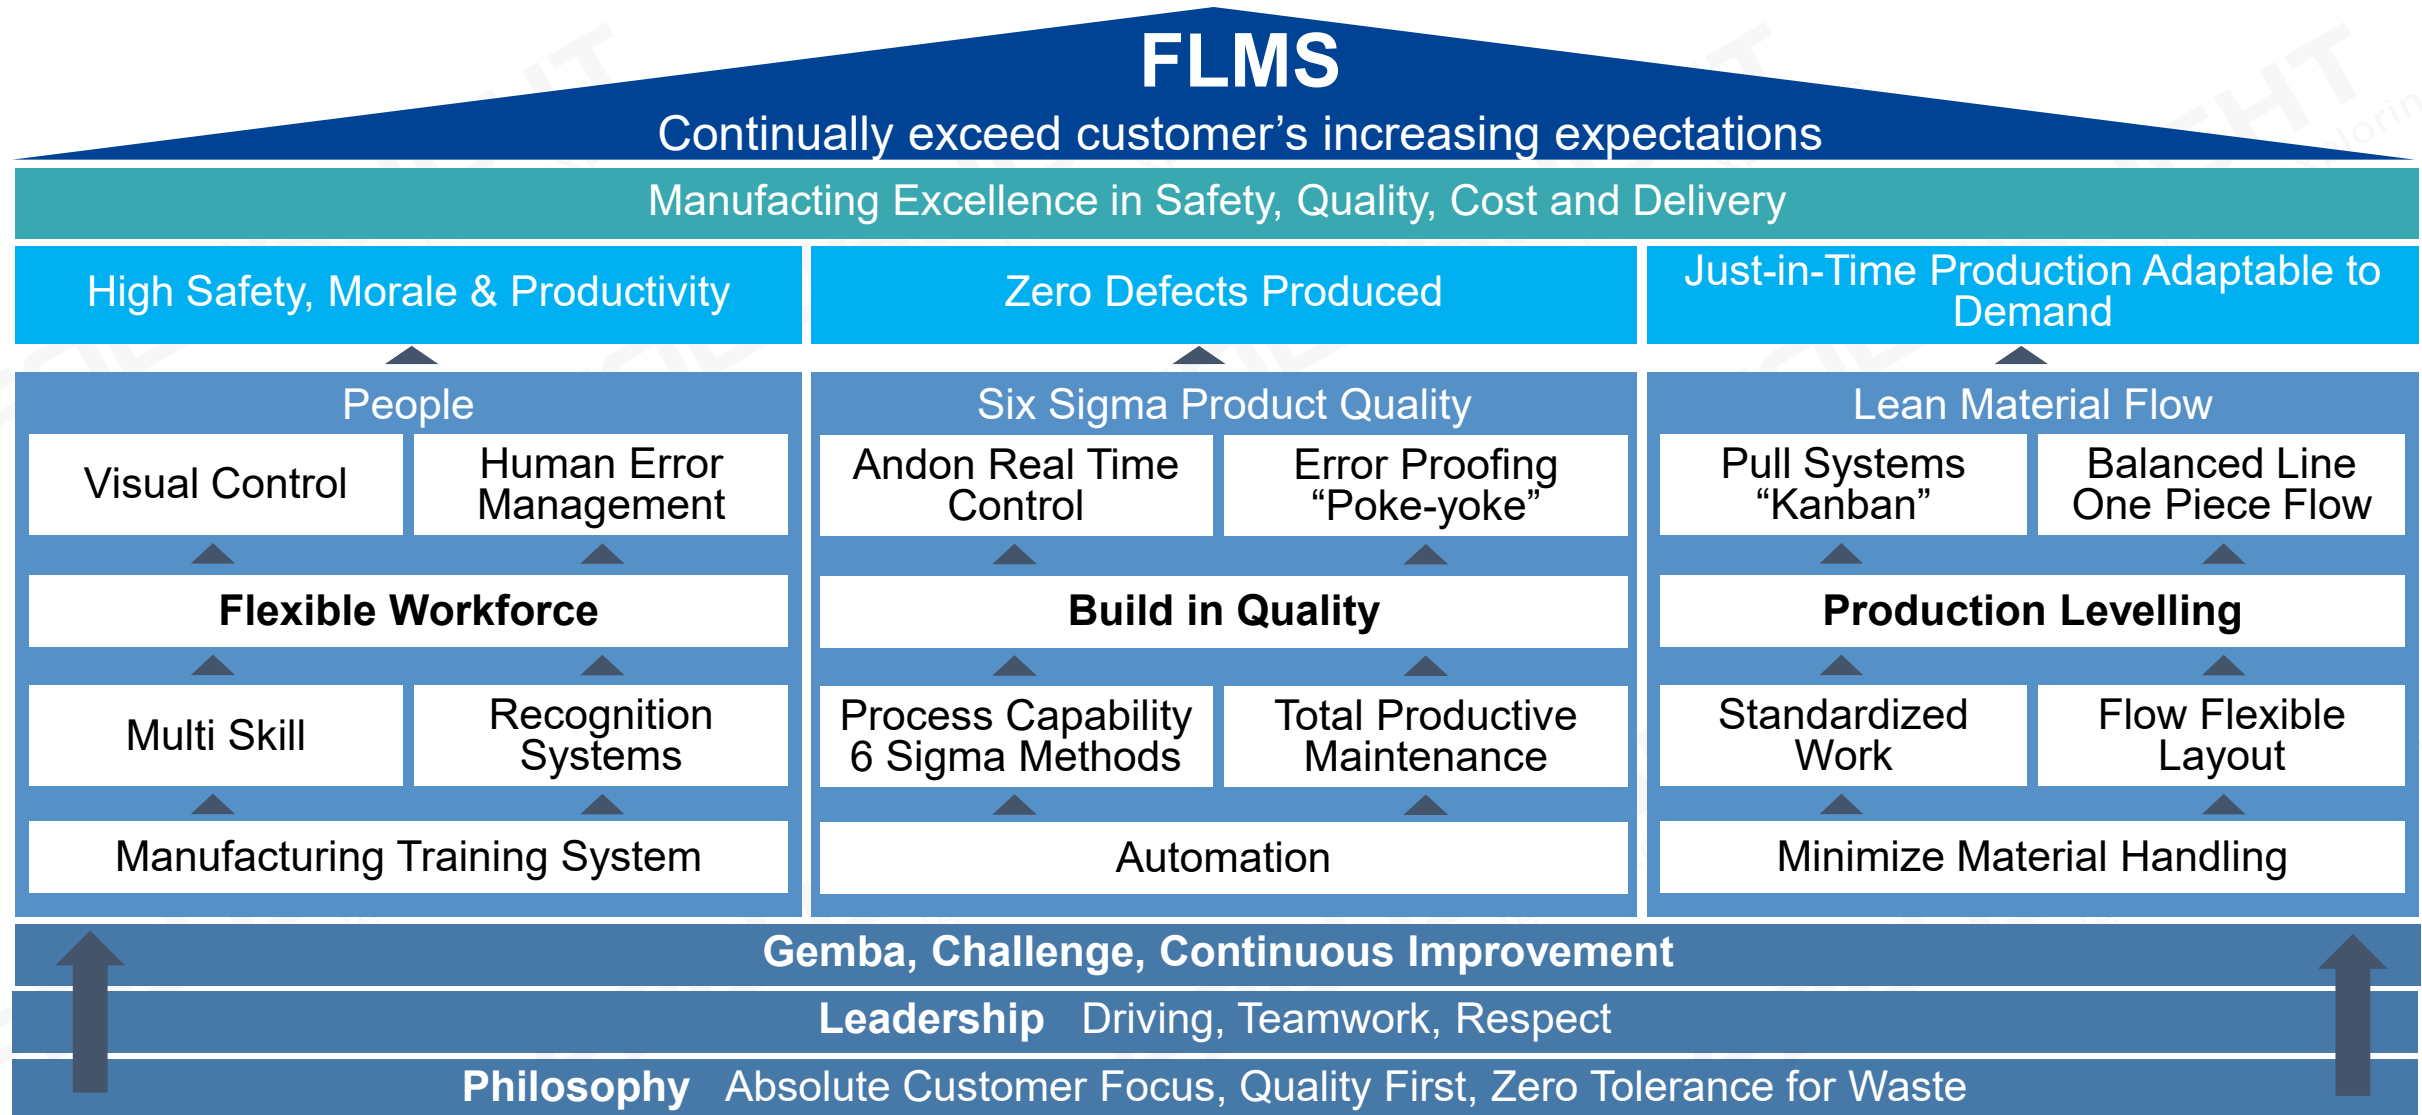 FLMS
Continually exceed customer’s increasing expectations
Manufacting Excellence in Safety, Quality, Cost and Delivery
High Safety, Morale & Productivity
Zero Defects Produced
Just-in-Time Production Adaptable to
Demand
People
Visual Control
Human Error
Management
Flexible Workforce
Multi Skill
Recognition
Systems
Manufacturing Training System
Six Sigma Product Quality
Andon Real Time
Control
Error Proofing
“Poke-yoke”
Build in Quality
Process Capability
6 Sigma Methods
Total Productive
Maintenance
Automation
Lean Material Flow
Pull Systems
“Kanban”
Balanced Line
One Piece Flow
Production Levelling
Standardized
Work
Flow Flexible
Layout
Minimize Material Handling
Gemba, Challenge, Continuous Improvement
Leadership Driving, Teamwork, Respect
Philosophy Absolute Customer Focus, Quality First, Zero Tolerance for Waste